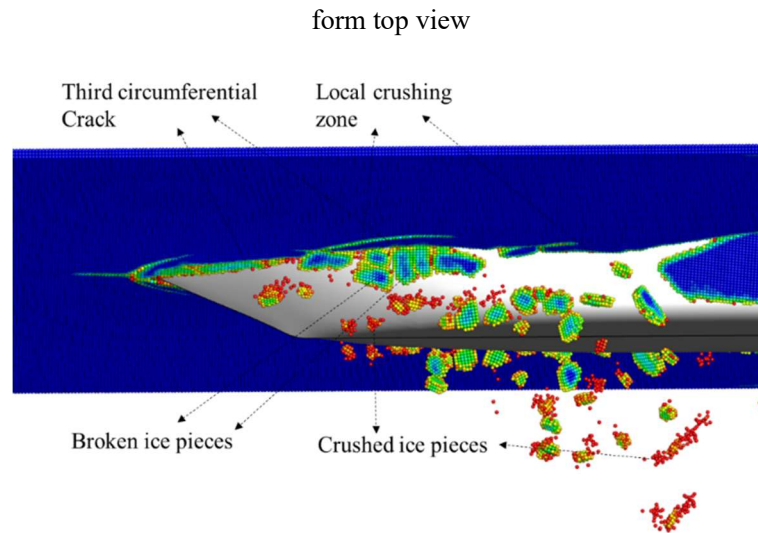 form top view
Third circumferential
Crack
Local crushing
zone
Broken ice pieces
Crushed ice pieces